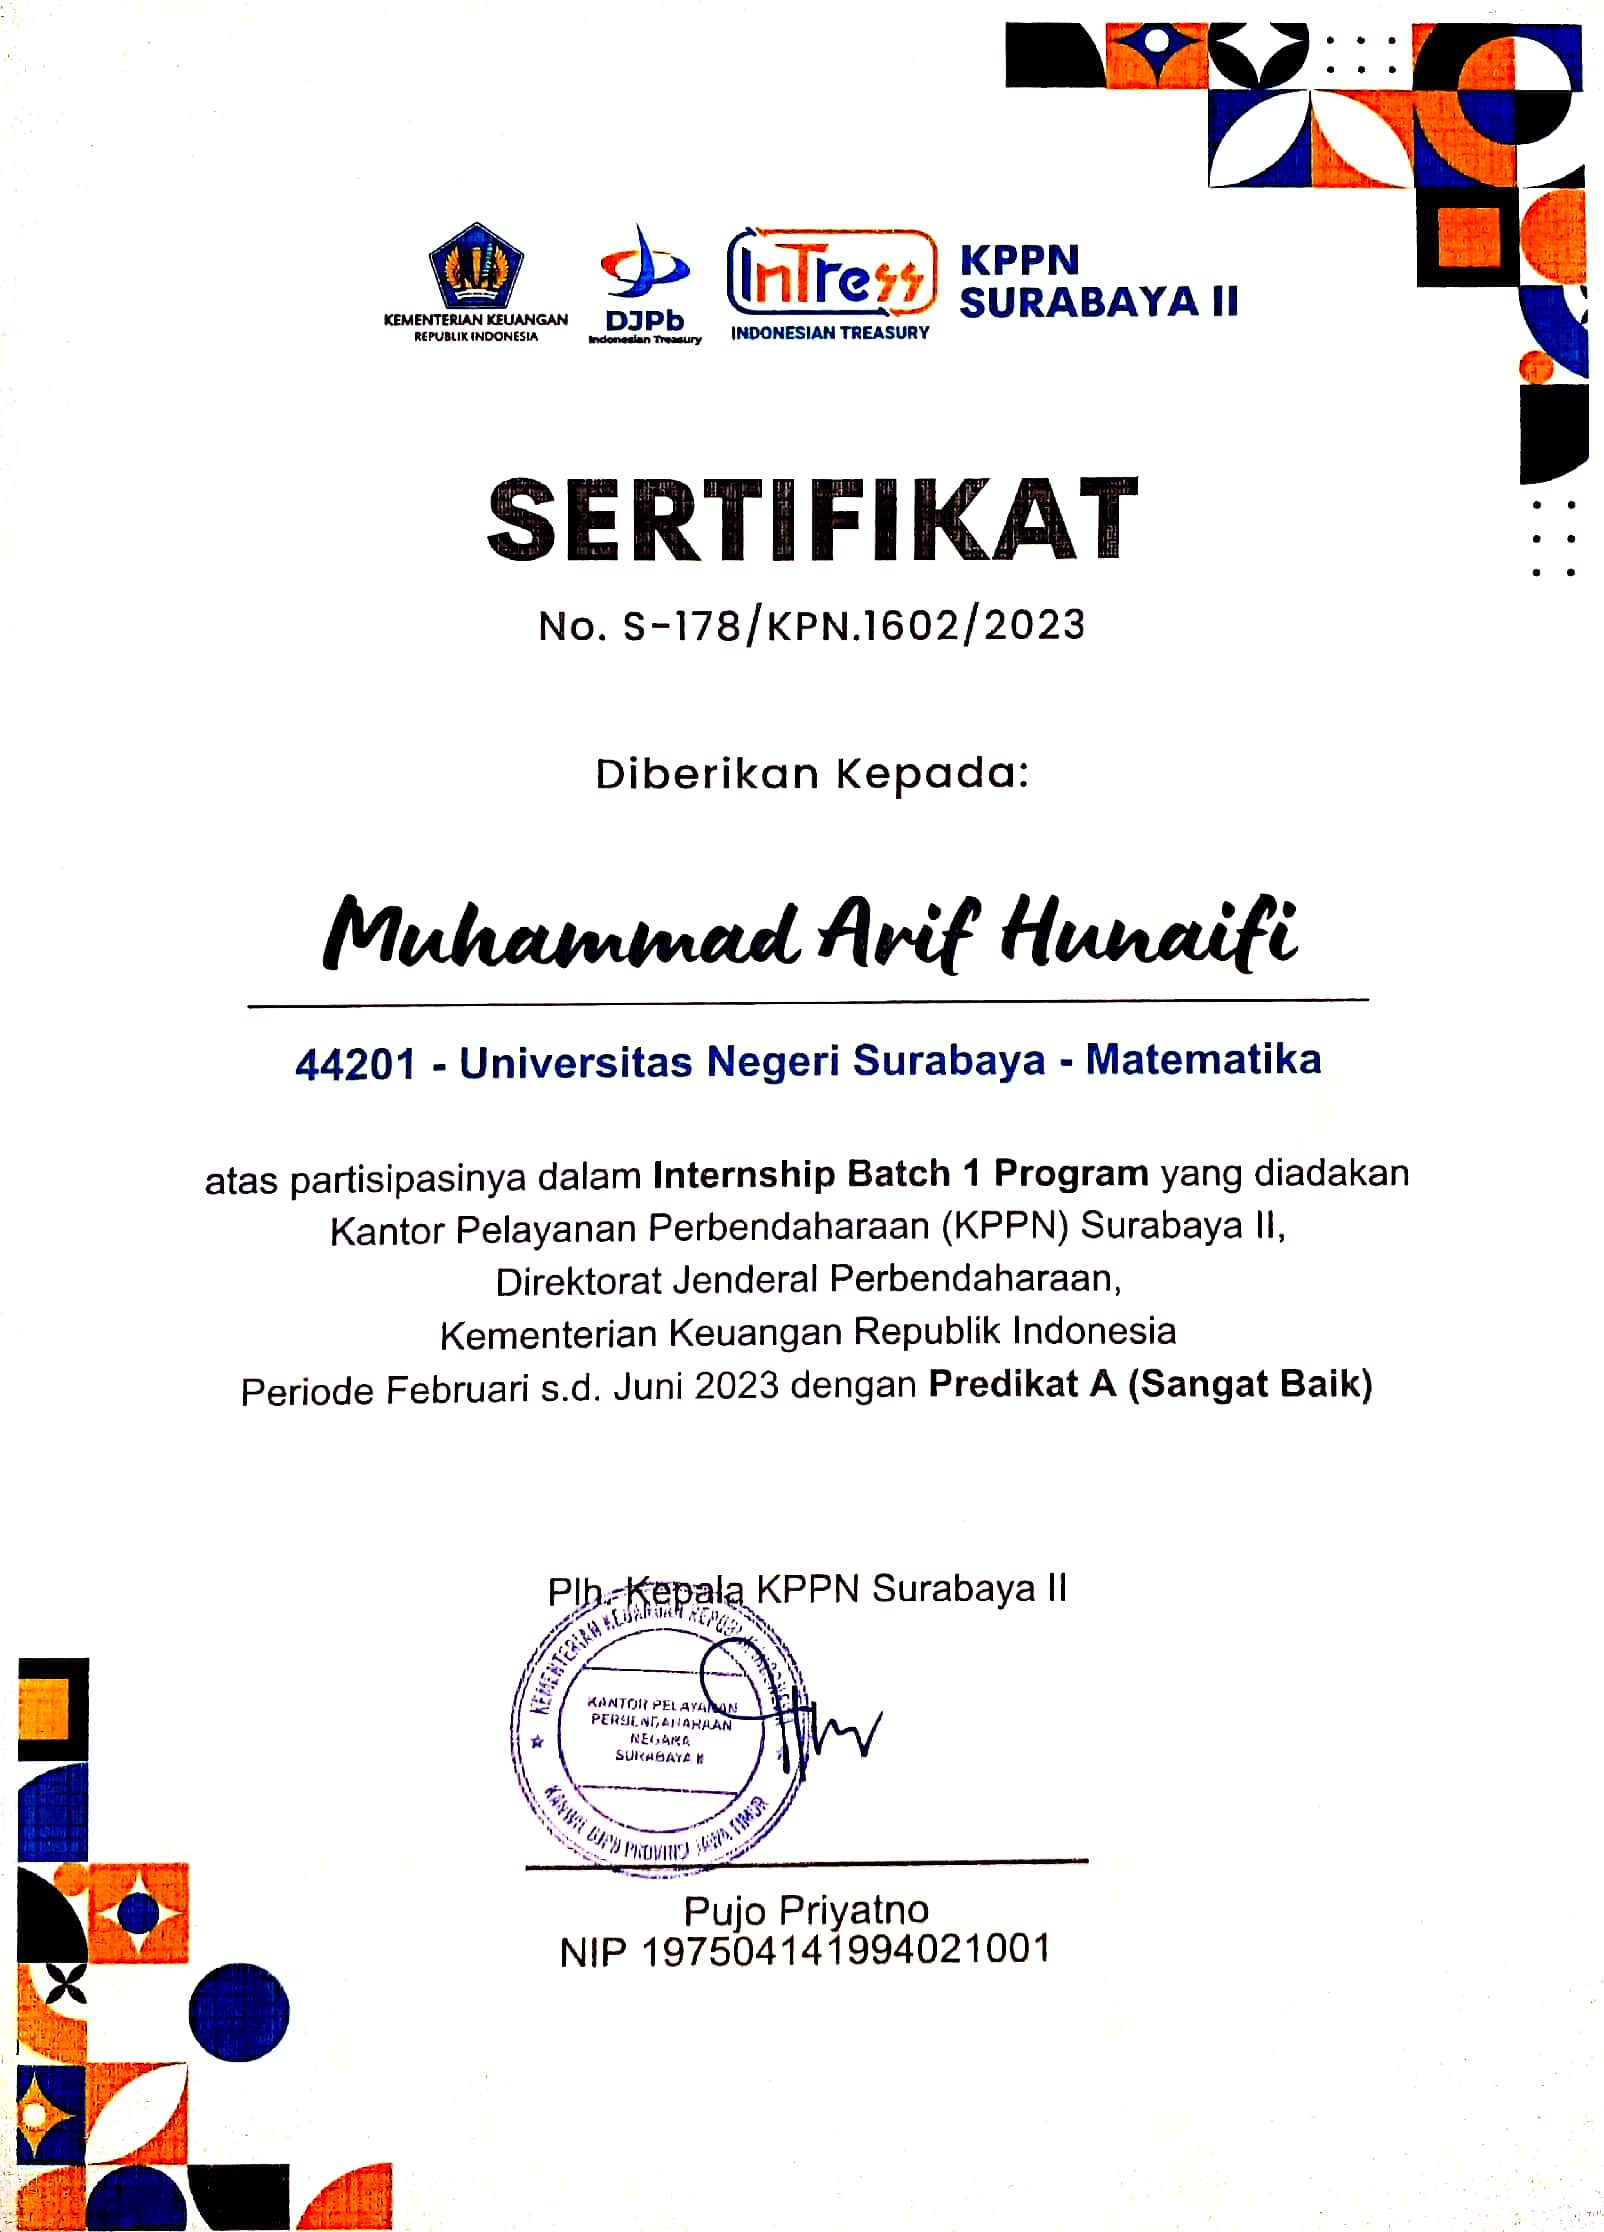 KEMENTERIAN KEUANGAN
REPUBLIK INDONESIA
DJPb
Indonesian Treasury
InTress
INDONESIAN TREASURY
KPPN
SURABAYA II
SERTIFIKAT
No. S-178/KPN.1602/2023
Diberikan Kepada:
Muhammad Arif Hunaifi
44201 - Universitas Negeri Surabaya - Matematika
atas partisipasinya dalam Internship Batch 1 Program yang diadakan
Kantor Pelayanan Perbendaharaan (KPPN) Surabaya II,
Direktorat Jenderal Perbendaharaan,
Kementerian Keuangan Republik Indonesia
Periode Februari s.d. Juni 2023 dengan Predikat A (Sangat Baik)
Plh. Kepala KPPN Surabaya II
KEMENTERIAN KEUANGAN REPUBLIK INDONESIA
KANTOR PELAYANAN
PERBENDAHARAAN
NEGARA
SURABAYA II
KANWIL DJPB PROVINSI JAWA TIMUR
Pujo Priyatno
NIP 197504141994021001